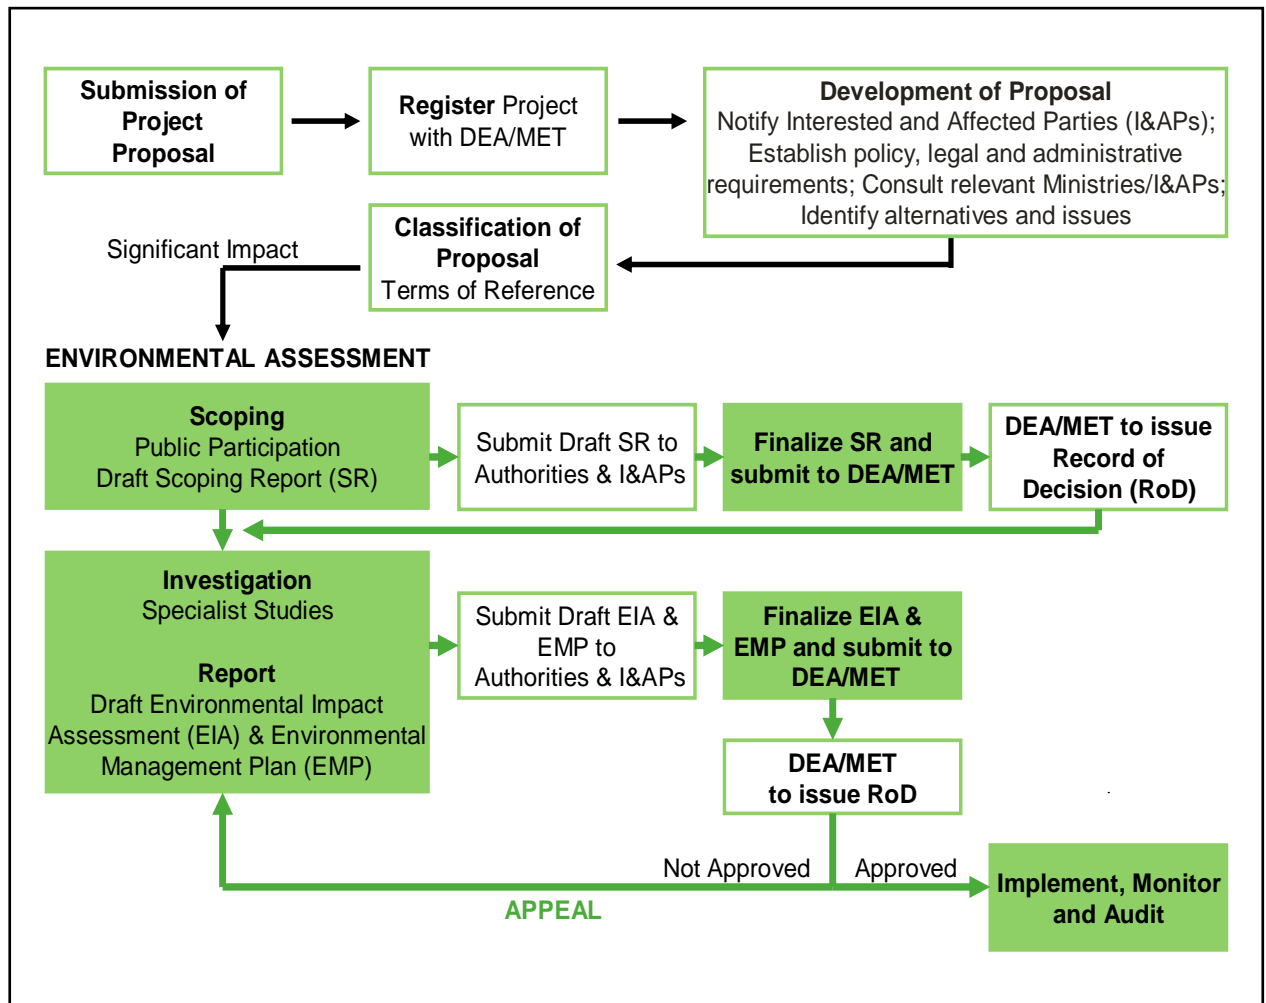 Submission of
Project
Proposal
Register Project
with DEA/MET
Development of Proposal
Notify Interested and Affected Parties (I&APs);
Establish policy, legal and administrative
requirements; Consult relevant Ministries/I&APs;
Identify alternatives and issues
Classification of
Proposal
Terms of Reference
Significant Impact
ENVIRONMENTAL ASSESSMENT
Scoping
Public Participation
Draft Scoping Report (SR)
Submit Draft SR to
Authorities & I&APs
Finalize SR and
submit to DEA/MET
DEA/MET to issue
Record of
Decision (RoD)
Investigation
Specialist Studies
Report
Draft Environmental Impact
Assessment (EIA) & Environmental
Management Plan (EMP)
Submit Draft EIA &
EMP to
Authorities & I&APs
Finalize EIA &
EMP and submit to
DEA/MET
DEA/MET
to issue RoD
Not Approved
Approved
APPEAL
Implement, Monitor
and Audit